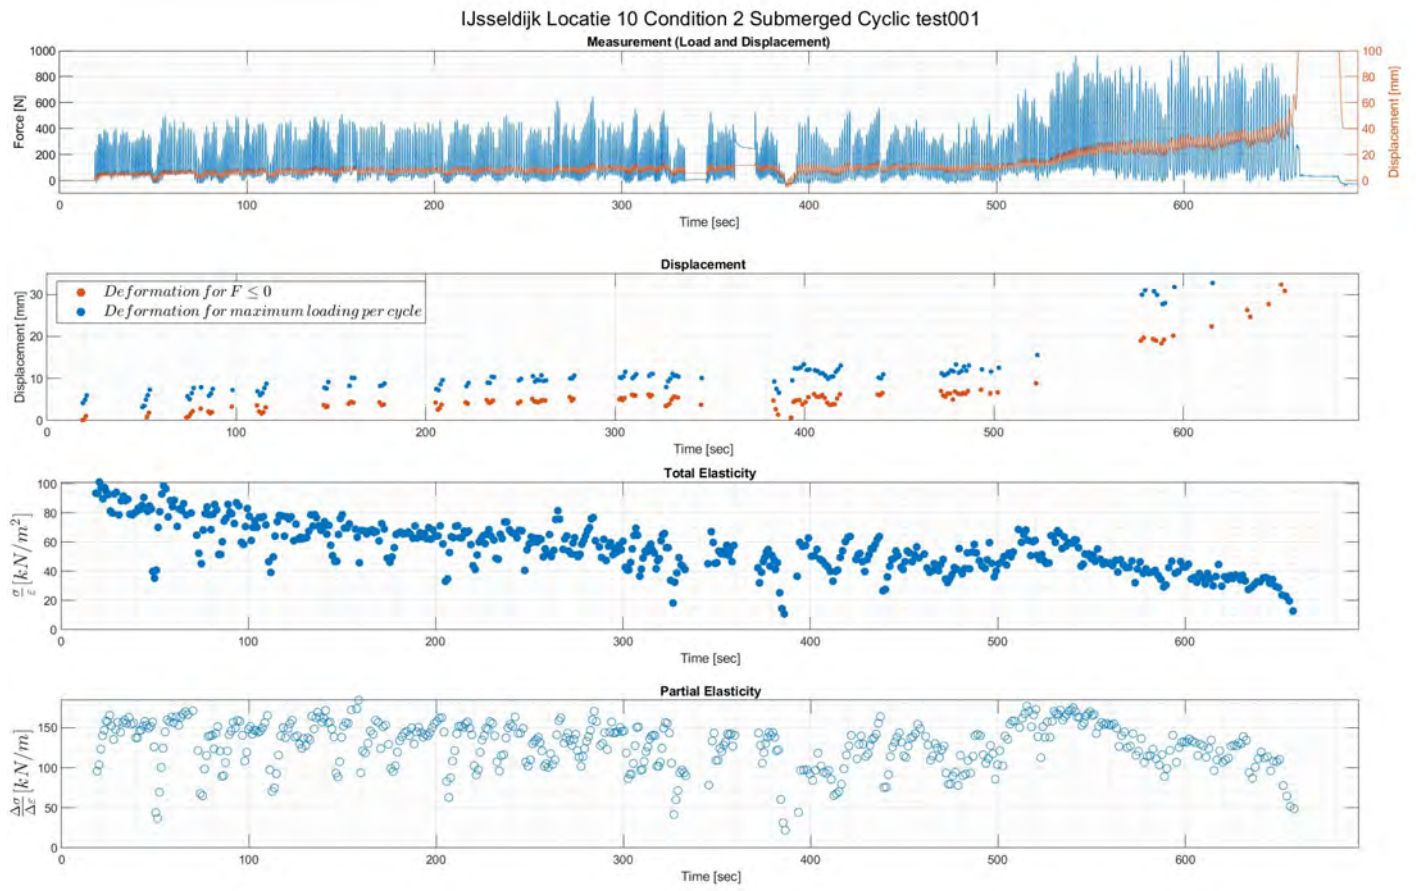 IJsseldijk Locatie 10 Condition 2 Submerged Cyclic test001
Measurement (Load and Displacement)
1000
800
600
400
200
0
Force [N]
100
80
60
40
20
0
Displacement [mm]
0 100 200 300 400 500 600
Time [sec]
Displacement
Deformation for F ≤ 0
Deformation for maximum loading per cycle
30
20
10
0
Displacement [mm]
100 200 300 400 500 600
Time [sec]
Total Elasticity
100
80
60
40
20
0
σ/ε [kN/m²]
0 100 200 300 400 500 600
Time [sec]
Partial Elasticity
150
100
50
0
Δσ/Δε [kN/m]
0 100 200 300 400 500 600
Time [sec]